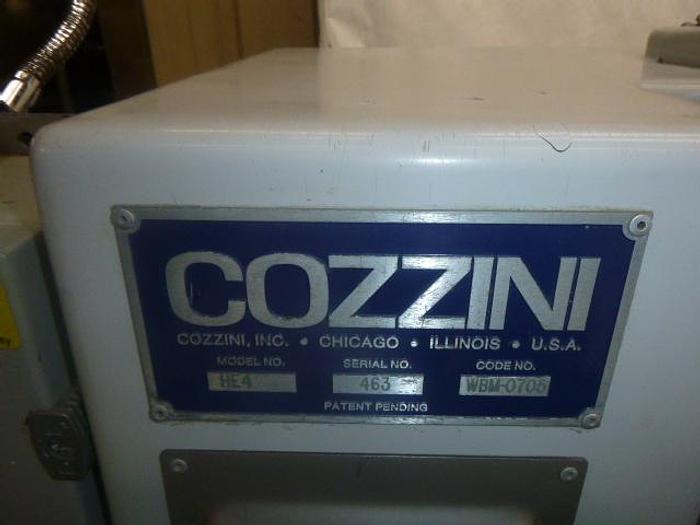 COZZINI
COZZINI, INC. • CHICAGO • ILLINOIS • U.S.A.
MODEL NO. SERIAL NO. CODE NO.
HE4 463 WBM-0705
PATENT PENDING